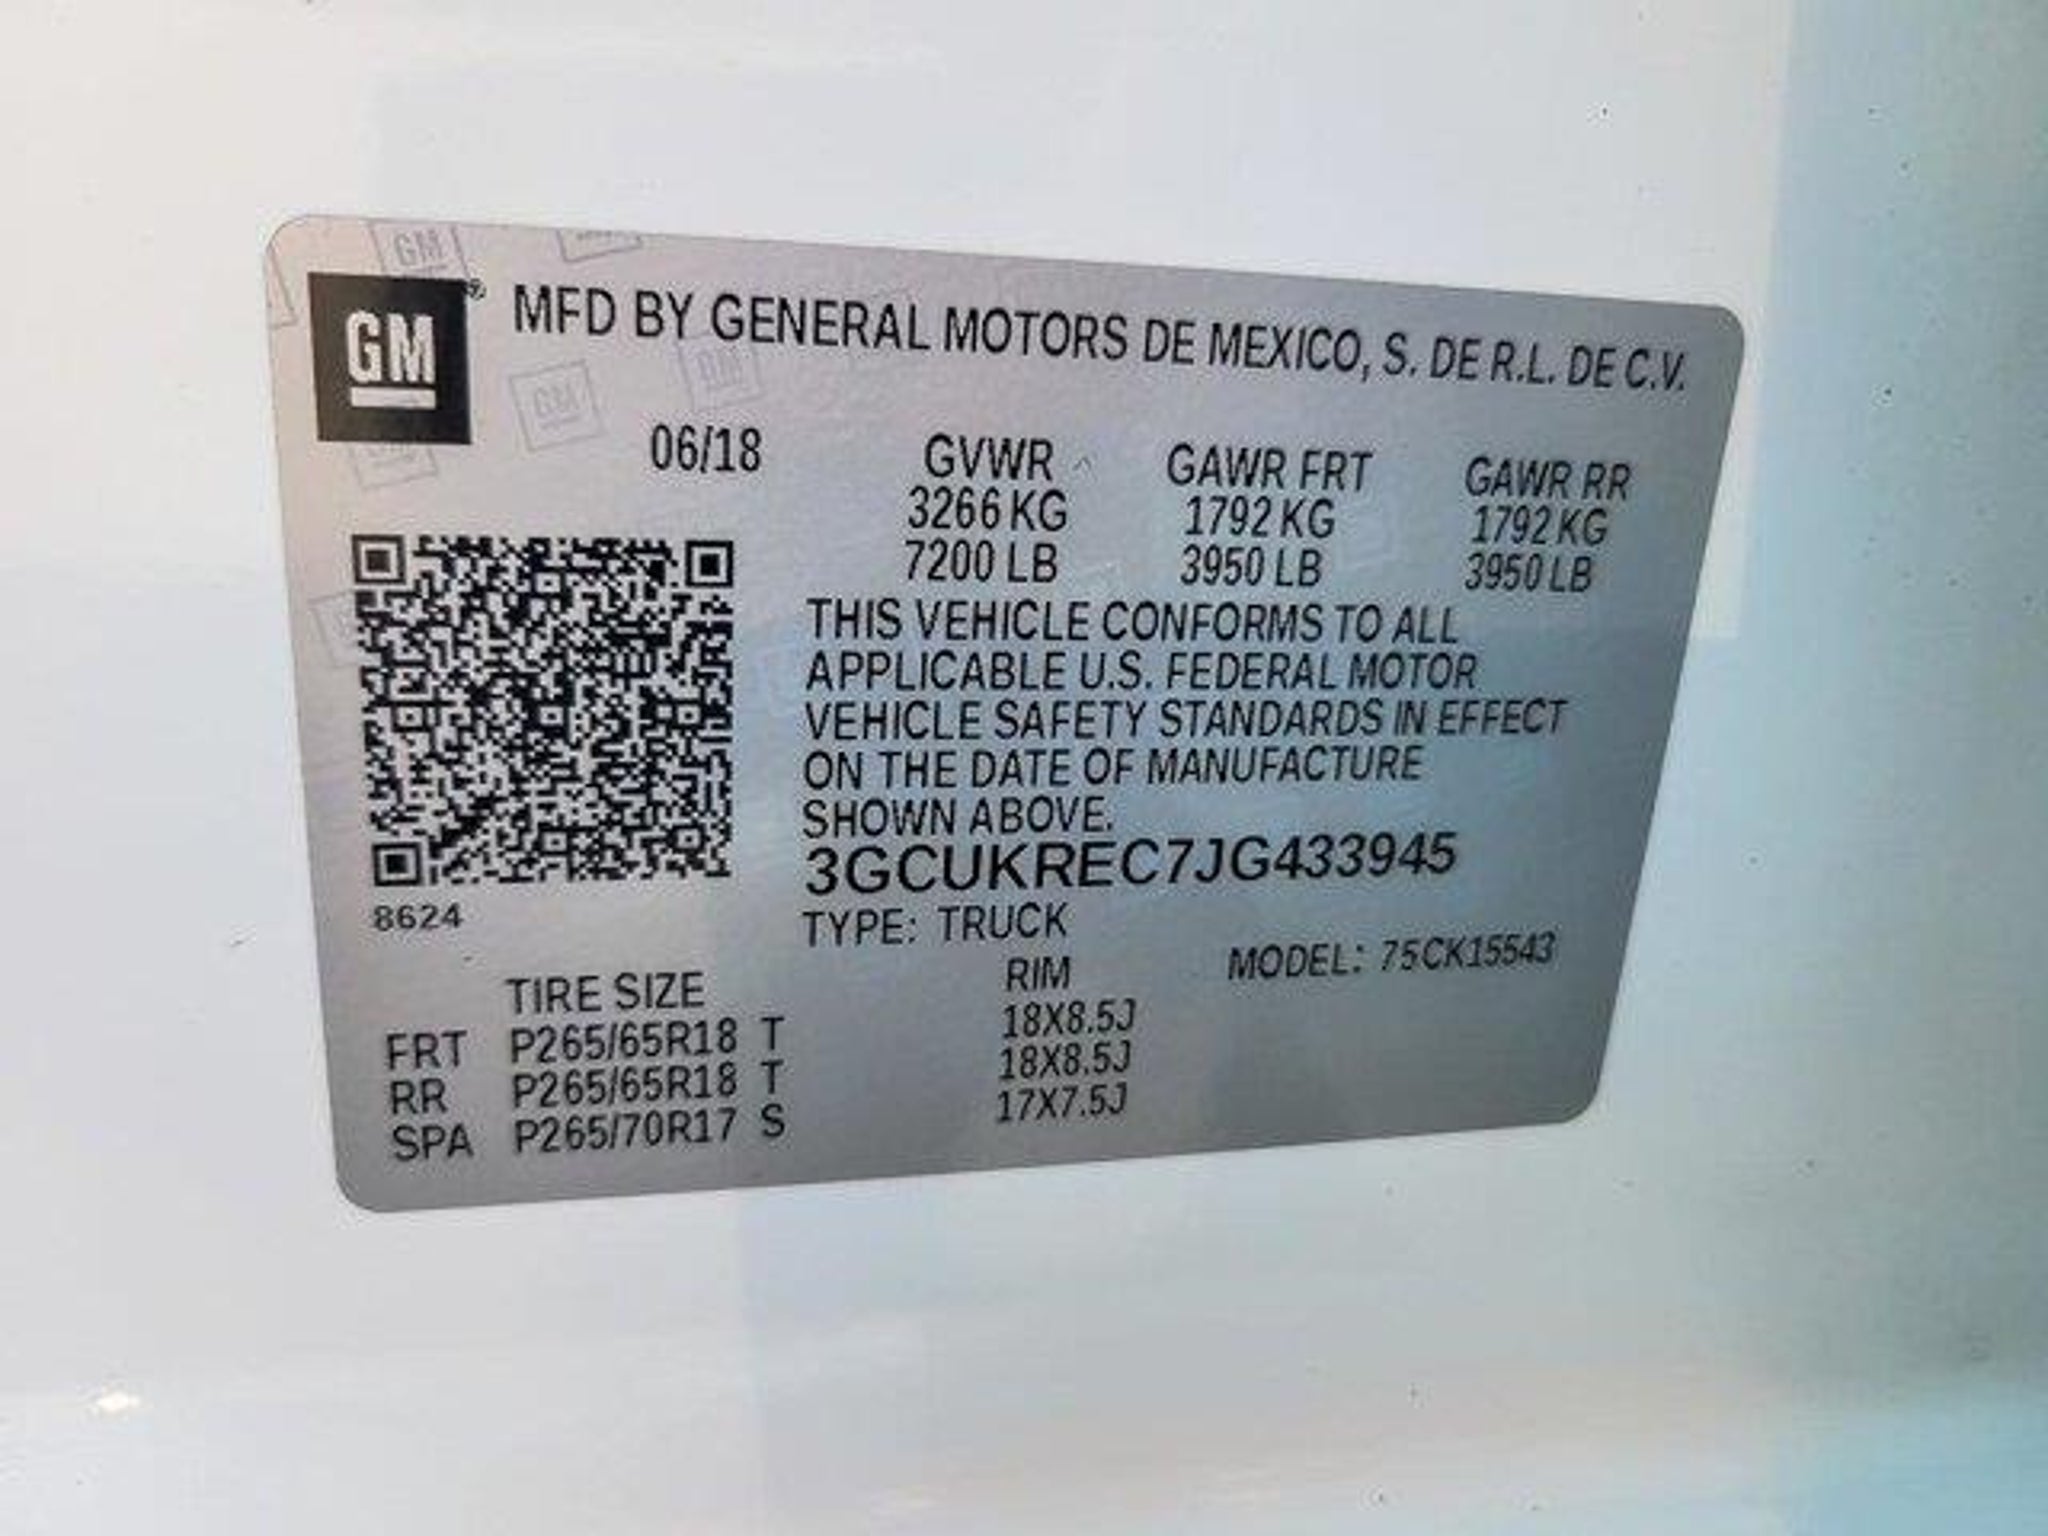 GM® MFD BY GENERAL MOTORS DE MEXICO, S. DE R.L. DE C.V.
06/18 GVWR GAWR FRT GAWR RR
3266 KG 1792 KG 1792 KG
7200 LB 3950 LB 3950 LB
THIS VEHICLE CONFORMS TO ALL
APPLICABLE U.S. FEDERAL MOTOR
VEHICLE SAFETY STANDARDS IN EFFECT
ON THE DATE OF MANUFACTURE
SHOWN ABOVE.
3GCUKREC7JG433945
8624
TYPE: TRUCK MODEL: 75CK15543
TIRE SIZE RIM
FRT P265/65R18 T 18X8.5J
RR P265/65R18 T 18X8.5J
SPA P265/70R17 S 17X7.5J